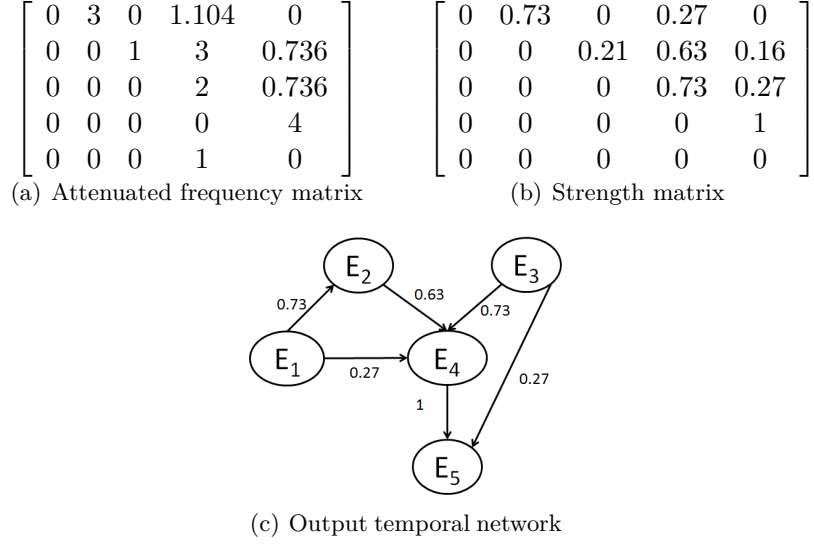 0 3 0 1.104 0
0 0 1 3 0.736
0 0 0 2 0.736
0 0 0 0 4
0 0 0 1 0
(a) Attenuated frequency matrix
0 0.73 0 0.27 0
0 0 0.21 0.63 0.16
0 0 0 0.73 0.27
0 0 0 0 1
0 0 0 0 0
(b) Strength matrix
E2
E3
0.73
0.63
0.73
E1
E4
0.27
0.27
1
E5
(c) Output temporal network